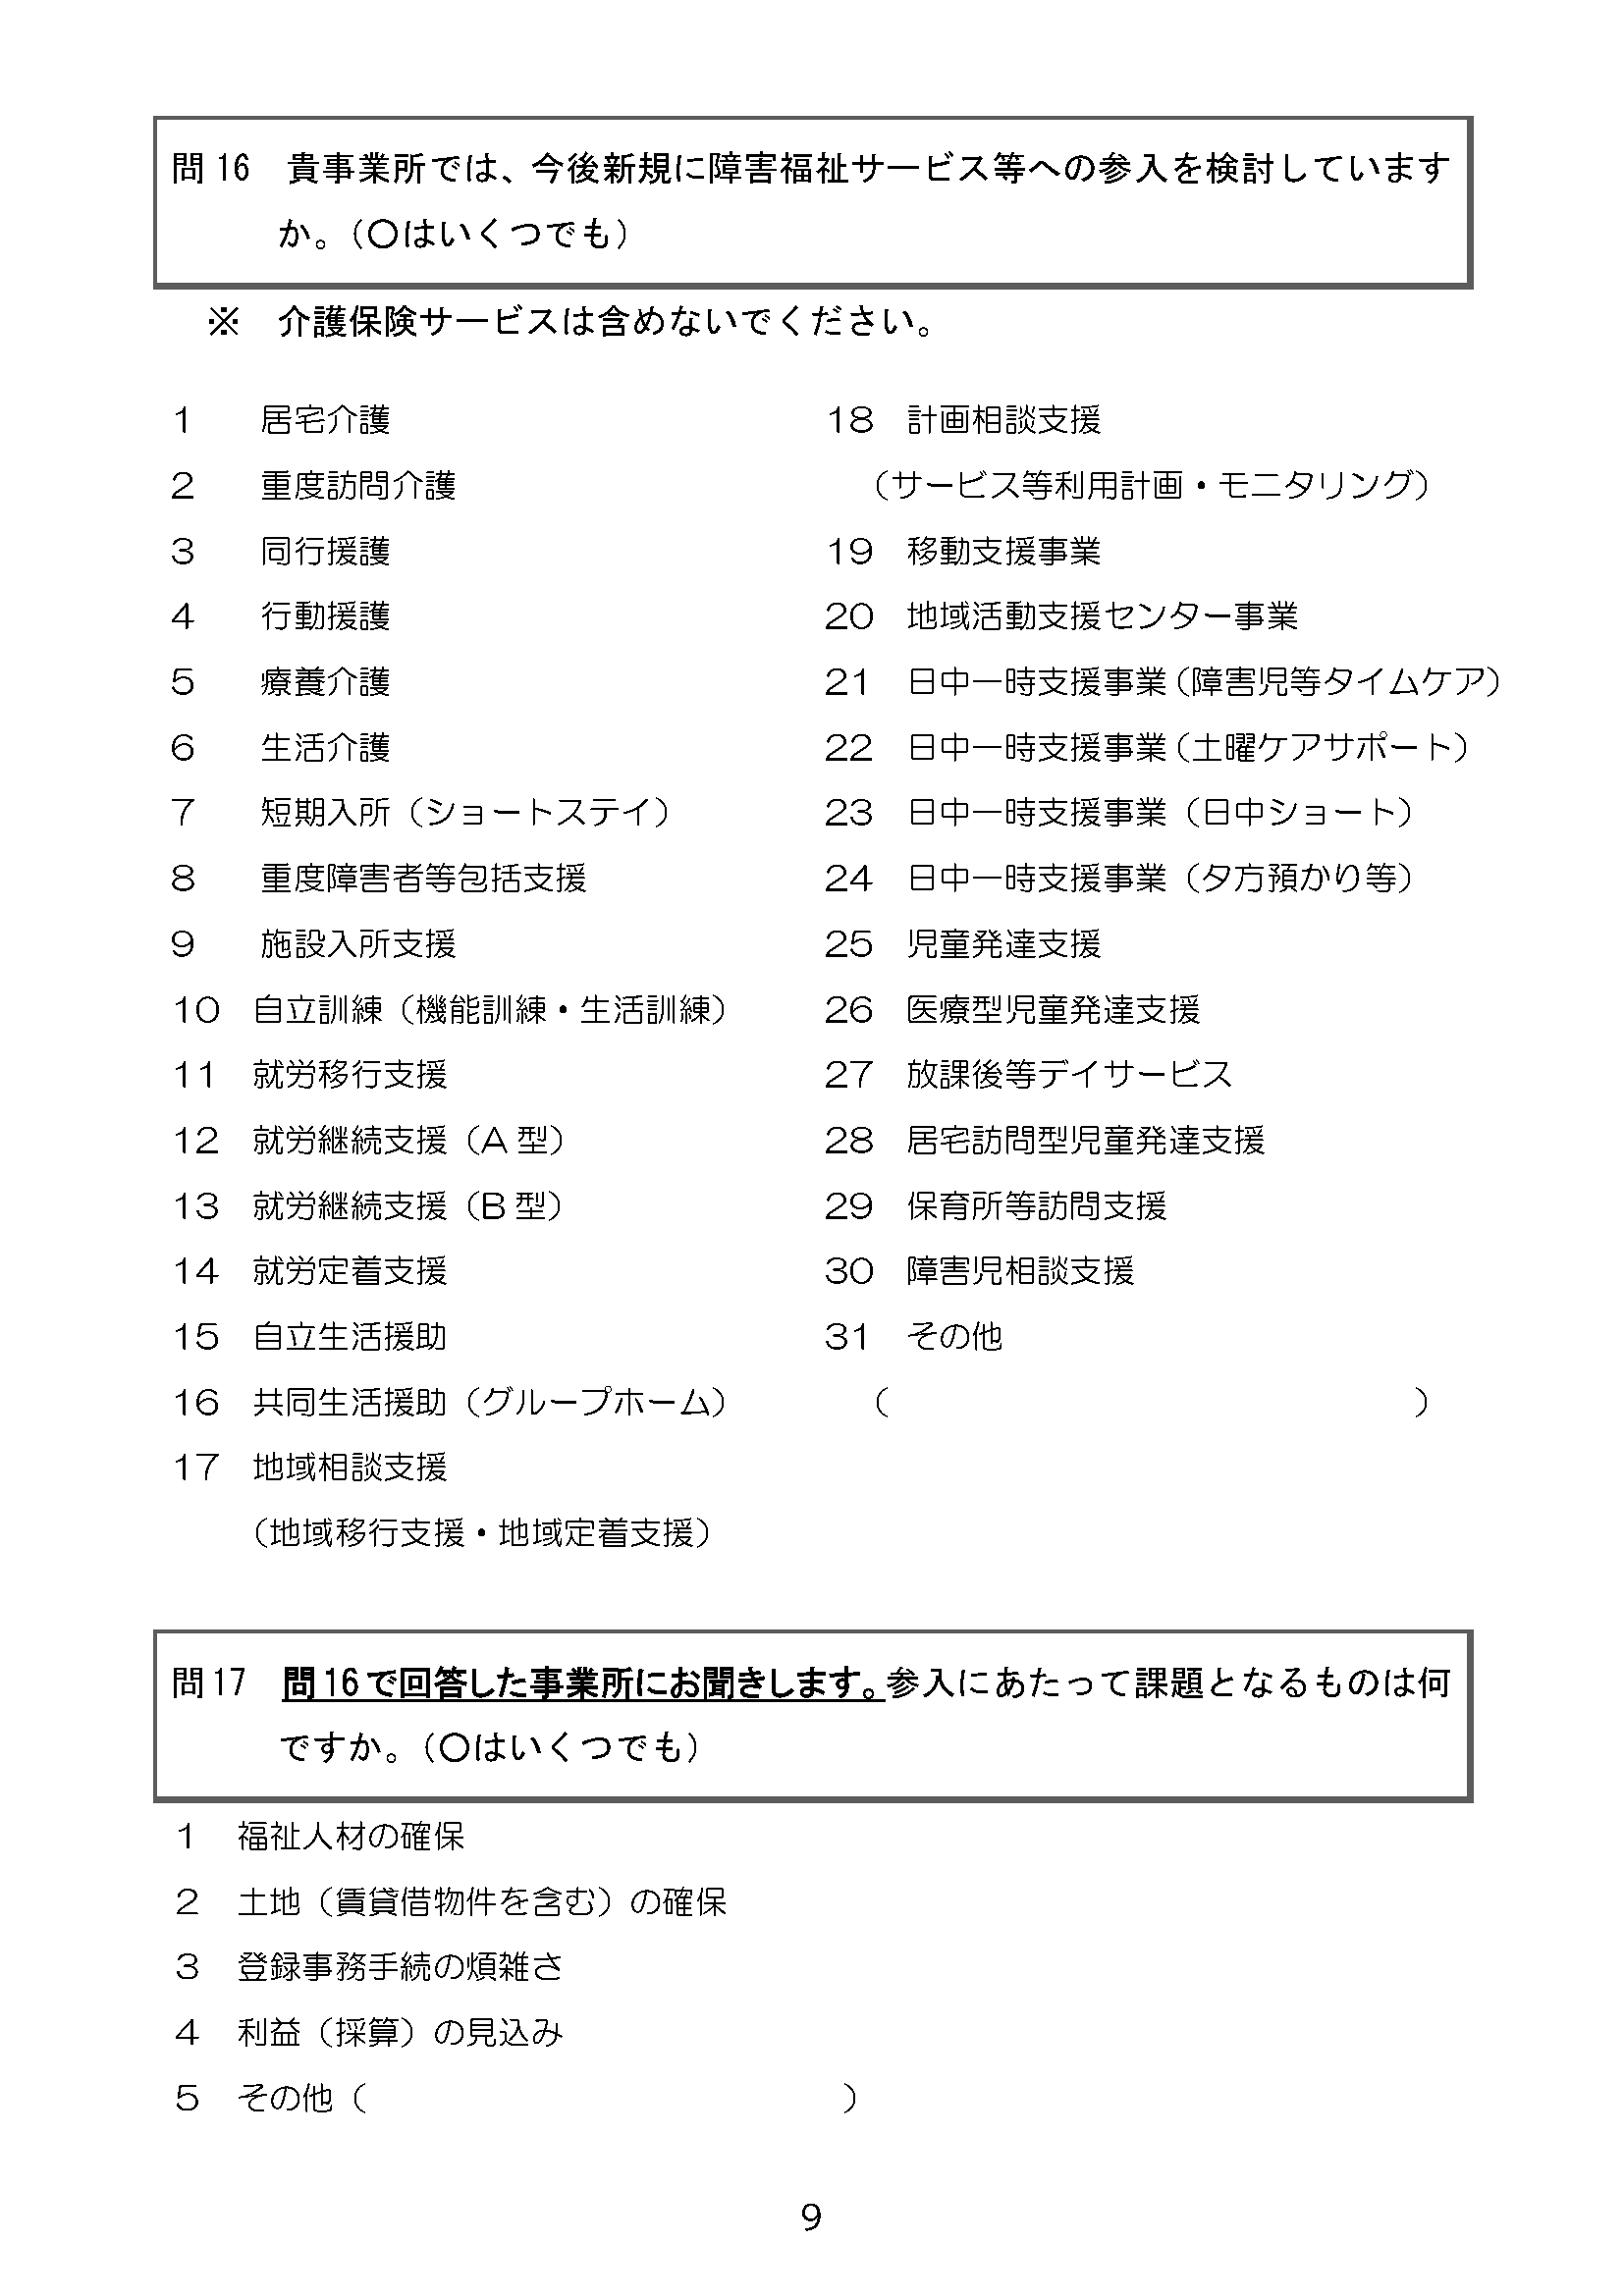 問16　貴事業所では、今後新規に障害福祉サービス等への参入を検討しています
か。（〇はいくつでも）
※　介護保険サービスは含めないでください。
1　居宅介護
2　重度訪問介護
3　同行援護
4　行動援護
5　療養介護
6　生活介護
7　短期入所（ショートステイ）
8　重度障害者等包括支援
9　施設入所支援
10　自立訓練（機能訓練・生活訓練）
11　就労移行支援
12　就労継続支援（A型）
13　就労継続支援（B型）
14　就労定着支援
15　自立生活援助
16　共同生活援助（グループホーム）
17　地域相談支援
（地域移行支援・地域定着支援）
18　計画相談支援
（サービス等利用計画・モニタリング）
19　移動支援事業
20　地域活動支援センター事業
21　日中一時支援事業（障害児等タイムケア）
22　日中一時支援事業（土曜ケアサポート）
23　日中一時支援事業（日中ショート）
24　日中一時支援事業（夕方預かり等）
25　児童発達支援
26　医療型児童発達支援
27　放課後等デイサービス
28　居宅訪問型児童発達支援
29　保育所等訪問支援
30　障害児相談支援
31　その他
（　　　　　　　　　　　　　　　　）
問17　問16で回答した事業所にお聞きします。参入にあたって課題となるものは何
ですか。（〇はいくつでも）
1　福祉人材の確保
2　土地（賃貸借物件を含む）の確保
3　登録事務手続の煩雑さ
4　利益（採算）の見込み
5　その他（　　　　　　　　　　　　　　）
9